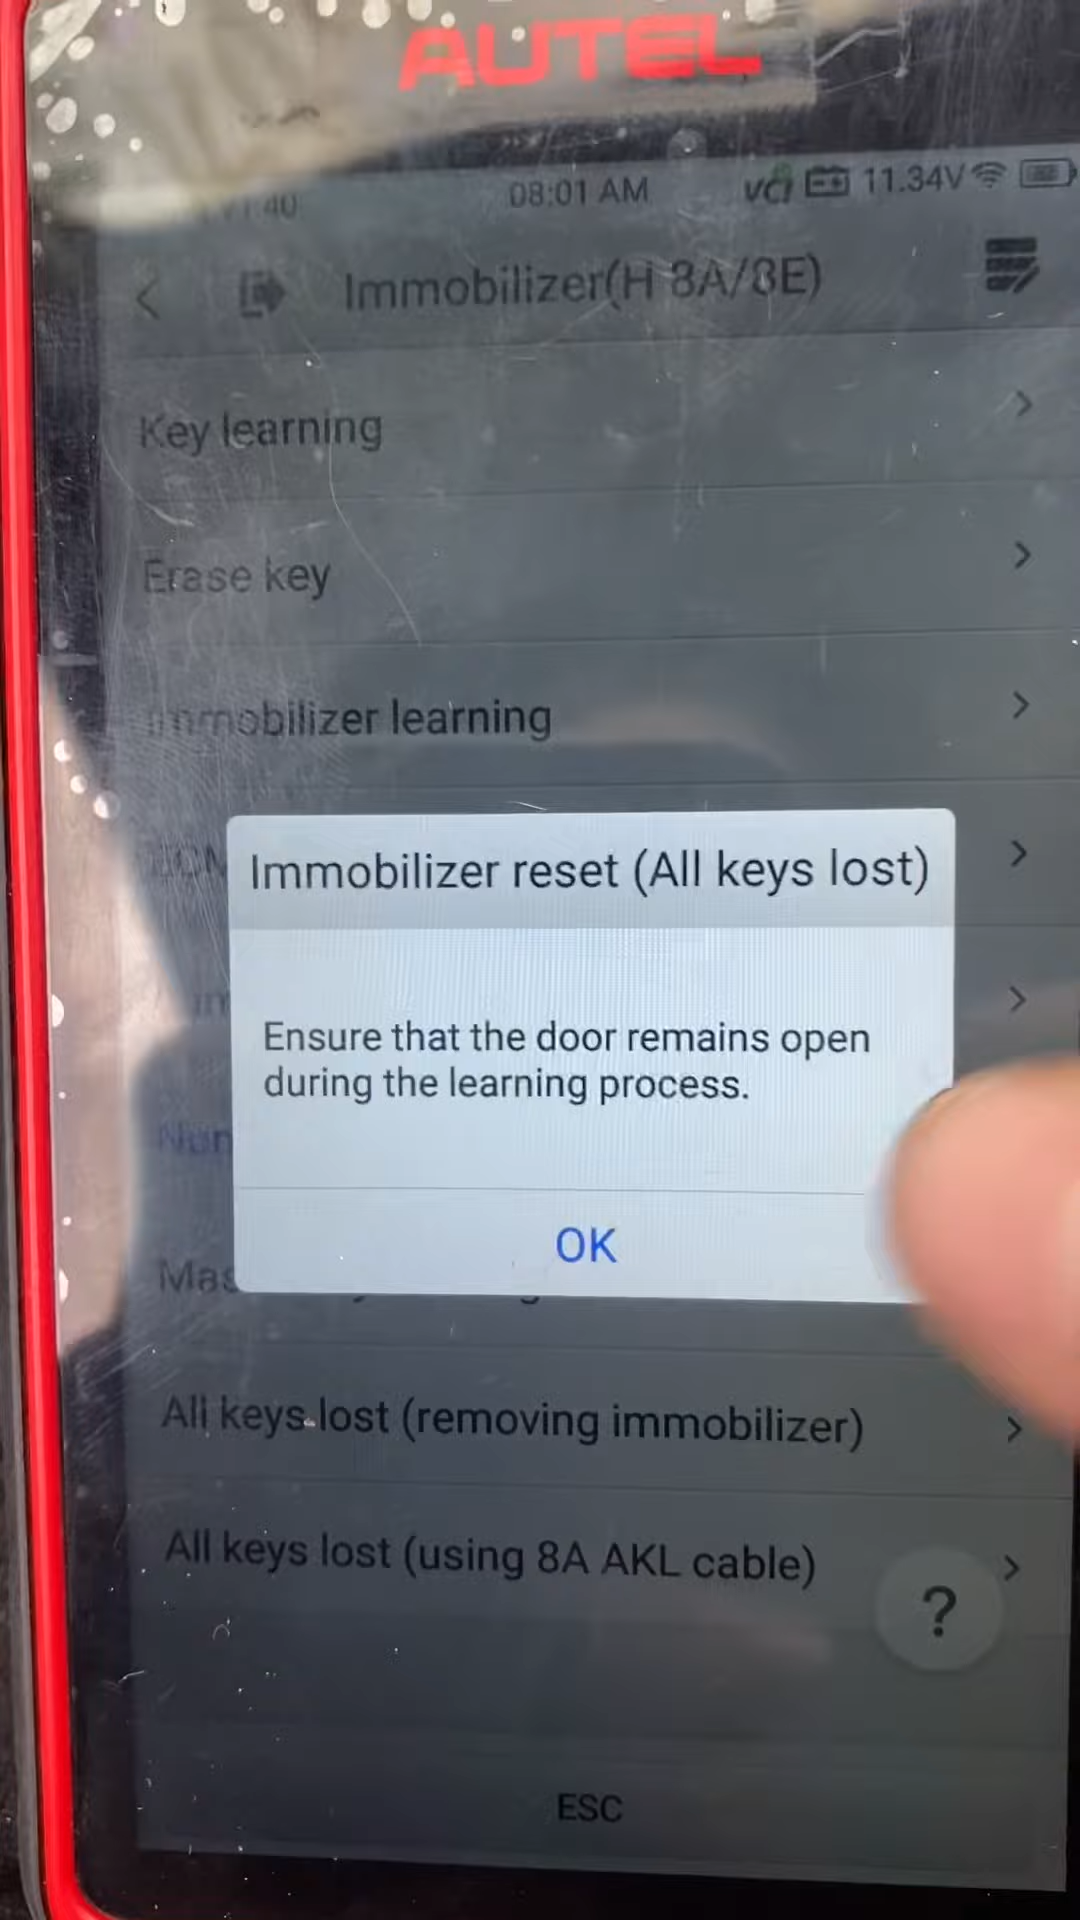 AUTEL
08:01 AM VCI 11.34V
Immobilizer(H 8A/8E)
Key learning
Erase key
Immobilizer learning
Immobilizer reset (All keys lost)
Ensure that the door remains open
during the learning process.
OK
All keys lost (removing immobilizer)
All keys lost (using 8A AKL cable)
?
ESC